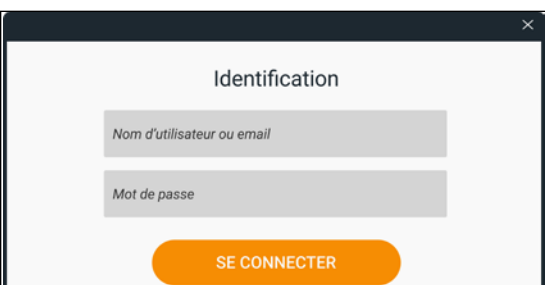 Identification
Nom d'utilisateur ou email
Mot de passe
SE CONNECTER